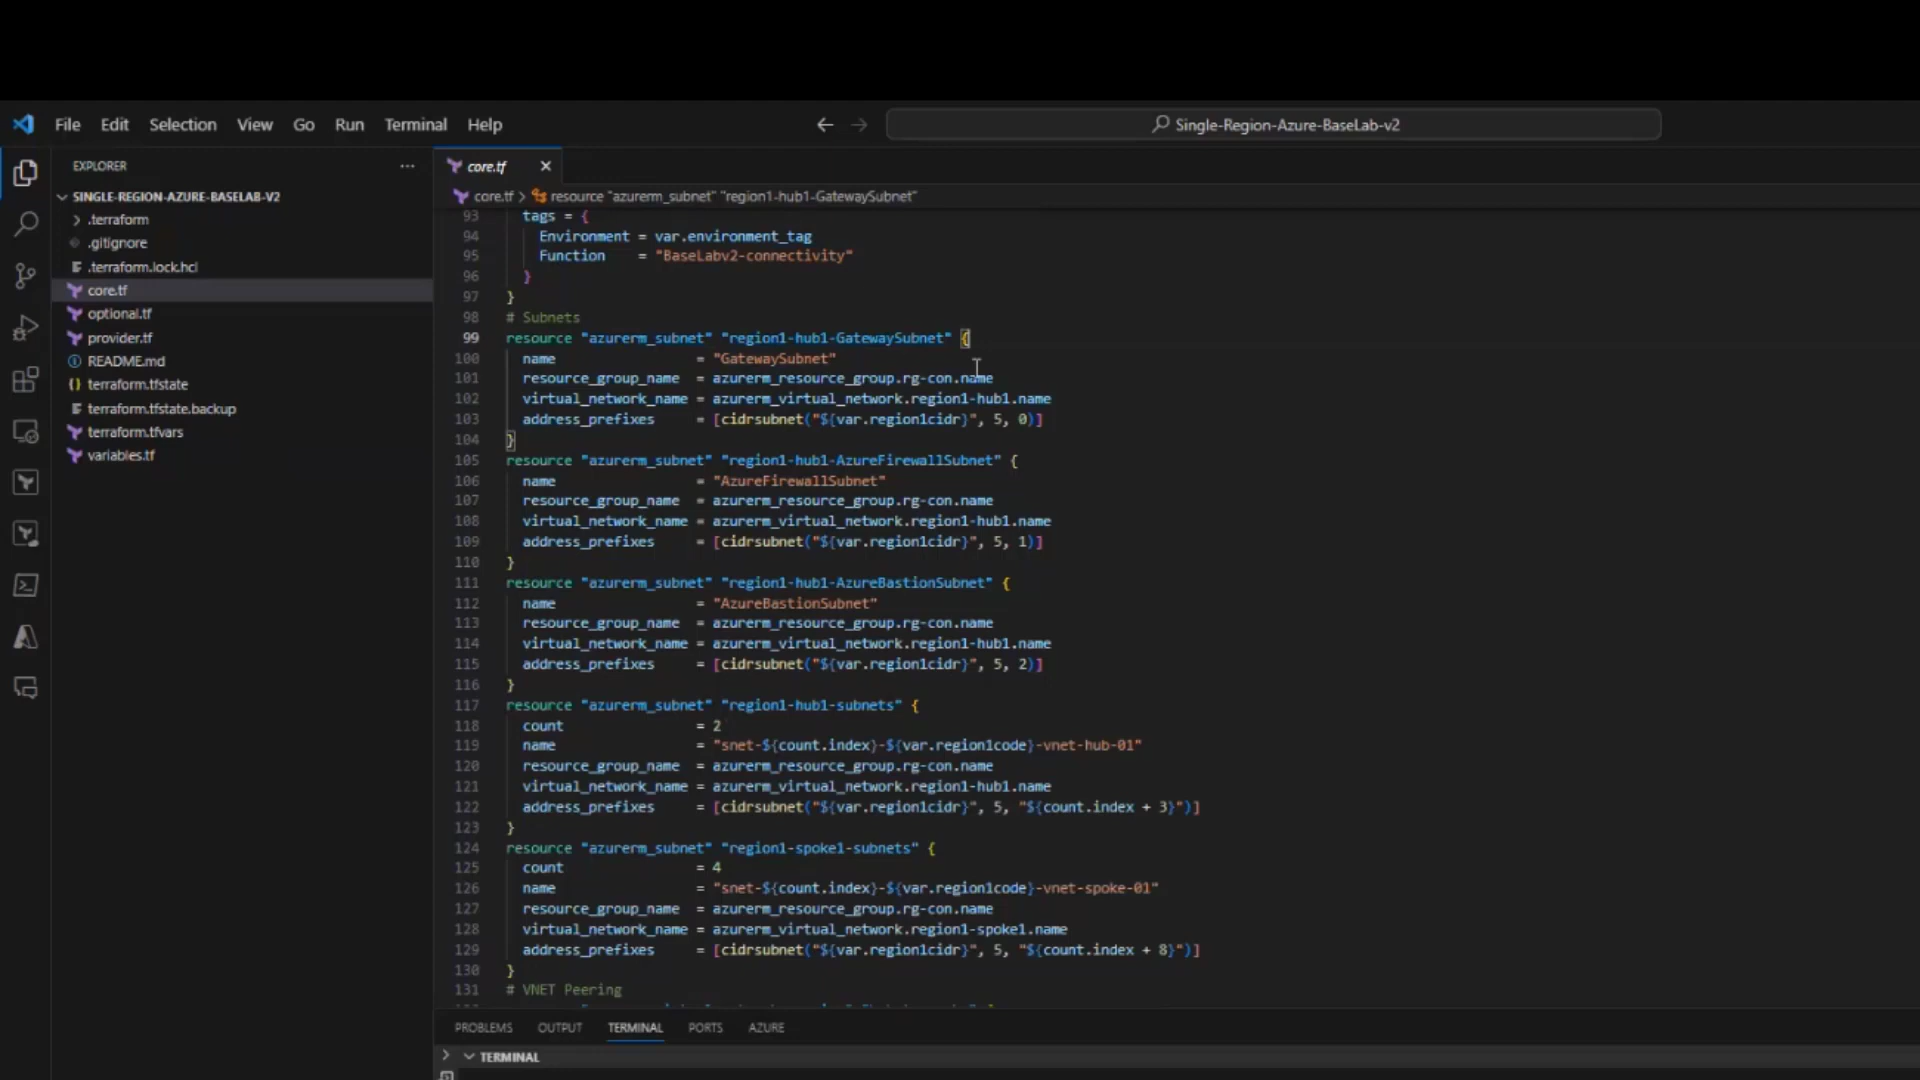 File Edit Selection View Go Run Terminal Help
Single-Region-Azure-BaseLab-v2
EXPLORER
SINGLE-REGION-AZURE-BASELAB-V2
.terraform
.gitignore
.terraform.lock.hcl
core.tf
optional.tf
provider.tf
README.md
terraform.tfstate
terraform.tfstate.backup
terraform.tfvars
variables.tf
core.tf
core.tf > resource "azurerm_subnet" "region1-hub1-GatewaySubnet"
93 tags = {
94 Environment = var.environment_tag
95 Function = "BaseLabv2-connectivity"
96 }
97 }
98 # Subnets
99 resource "azurerm_subnet" "region1-hub1-GatewaySubnet" {
100 name = "GatewaySubnet"
101 resource_group_name = azurerm_resource_group.rg-con.name
102 virtual_network_name = azurerm_virtual_network.region1-hub1.name
103 address_prefixes = [cidrsubnet("${var.region1cidr}", 5, 0)]
104 }
105 resource "azurerm_subnet" "region1-hub1-AzureFirewallSubnet" {
106 name = "AzureFirewallSubnet"
107 resource_group_name = azurerm_resource_group.rg-con.name
108 virtual_network_name = azurerm_virtual_network.region1-hub1.name
109 address_prefixes = [cidrsubnet("${var.region1cidr}", 5, 1)]
110 }
111 resource "azurerm_subnet" "region1-hub1-AzureBastionSubnet" {
112 name = "AzureBastionSubnet"
113 resource_group_name = azurerm_resource_group.rg-con.name
114 virtual_network_name = azurerm_virtual_network.region1-hub1.name
115 address_prefixes = [cidrsubnet("${var.region1cidr}", 5, 2)]
116 }
117 resource "azurerm_subnet" "region1-hub1-subnets" {
118 count = 2
119 name = "snet-${count.index}-${var.region1code}-vnet-hub-01"
120 resource_group_name = azurerm_resource_group.rg-con.name
121 virtual_network_name = azurerm_virtual_network.region1-hub1.name
122 address_prefixes = [cidrsubnet("${var.region1cidr}", 5, "${count.index + 3}")]
123 }
124 resource "azurerm_subnet" "region1-spoke1-subnets" {
125 count = 4
126 name = "snet-${count.index}-${var.region1code}-vnet-spoke-01"
127 resource_group_name = azurerm_resource_group.rg-con.name
128 virtual_network_name = azurerm_virtual_network.region1-spoke1.name
129 address_prefixes = [cidrsubnet("${var.region1cidr}", 5, "${count.index + 8}")]
130 }
131 # VNET Peering
PROBLEMS OUTPUT TERMINAL PORTS AZURE
TERMINAL